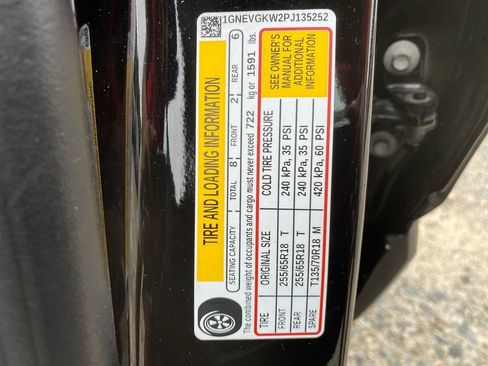 1GNEVGKW2PJ135252
TIRE AND LOADING INFORMATION
SEATING CAPACITY TOTAL 8 FRONT 2 REAR 6
The combined weight of occupants and cargo must never exceed 722 kg or 1591 lbs.
TIRE ORIGINAL SIZE COLD TIRE PRESSURE
FRONT 255/65R18 T 240 kPa, 35 PSI
REAR 255/65R18 T 240 kPa, 35 PSI
SPARE T135/70R18 M 420 kPa, 60 PSI
SEE OWNER'S
MANUAL FOR
ADDITIONAL
INFORMATION